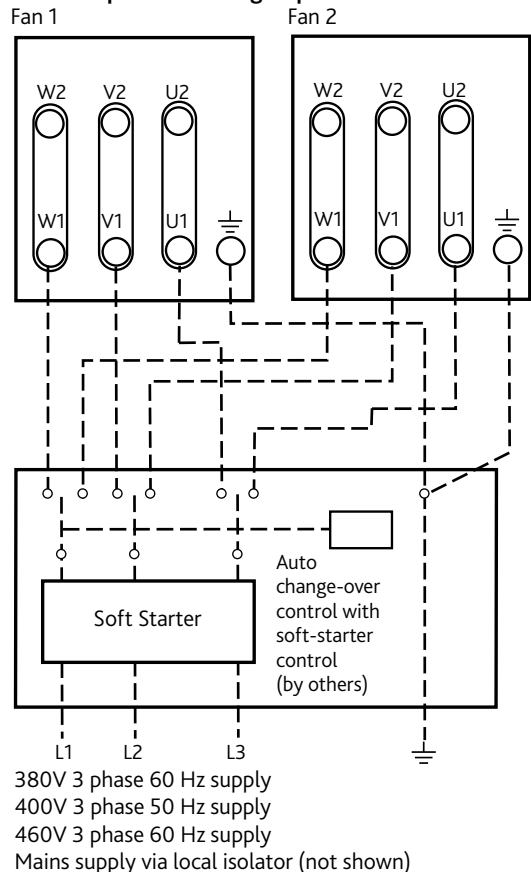 Fan 1
Fan 2
W2 V2 U2
W2 V2 U2
W1 V1 U1
W1 V1 U1
Soft Starter
Auto
change-over
control with
soft-starter
control
(by others)
L1 L2 L3
380V 3 phase 60 Hz supply
400V 3 phase 50 Hz supply
460V 3 phase 60 Hz supply
Mains supply via local isolator (not shown)